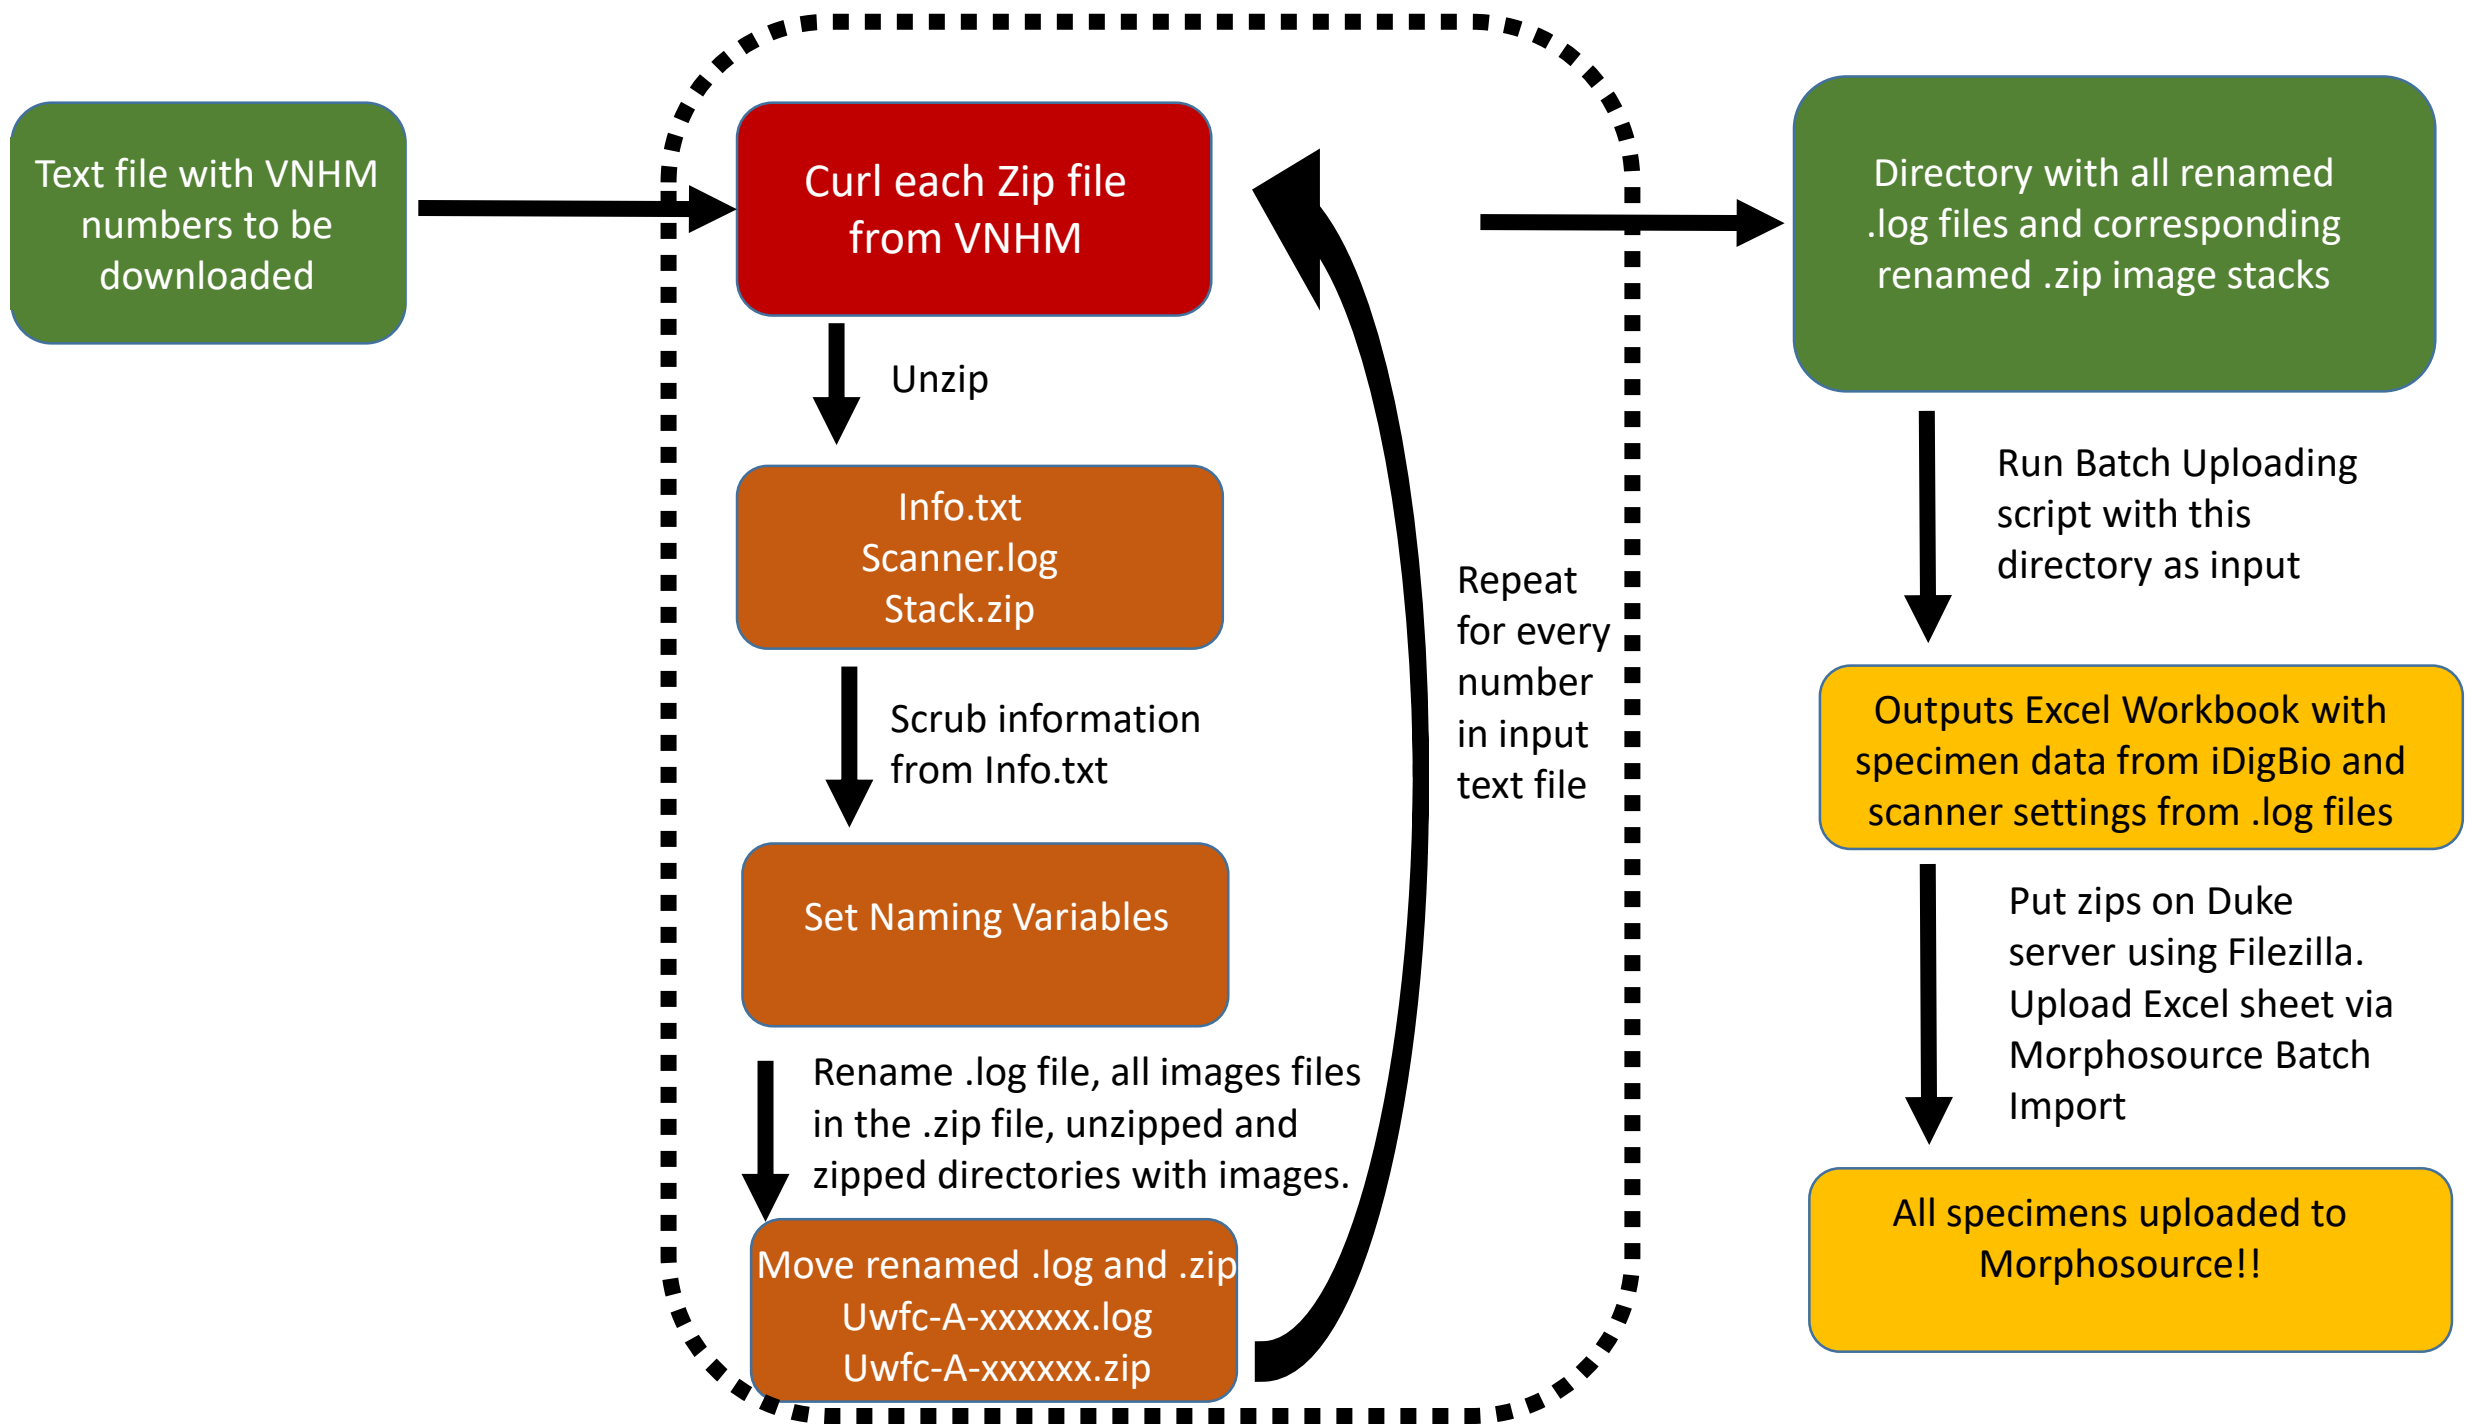 Text file with VNHM
numbers to be
downloaded
Curl each Zip file
from VNHM
Unzip
Info.txt
Scanner.log
Stack.zip
Scrub information
from Info.txt
Set Naming Variables
Rename .log file, all images files
in the .zip file, unzipped and
zipped directories with images.
Move renamed .log and .zip
Uwfc-A-xxxxxx.log
Uwfc-A-xxxxxx.zip
Repeat
for every
number
in input
text file
Directory with all renamed
.log files and corresponding
renamed .zip image stacks
Run Batch Uploading
script with this
directory as input
Outputs Excel Workbook with
specimen data from iDigBio and
scanner settings from .log files
Put zips on Duke
server using Filezilla.
Upload Excel sheet via
Morphosource Batch
Import
All specimens uploaded to
Morphosource!!